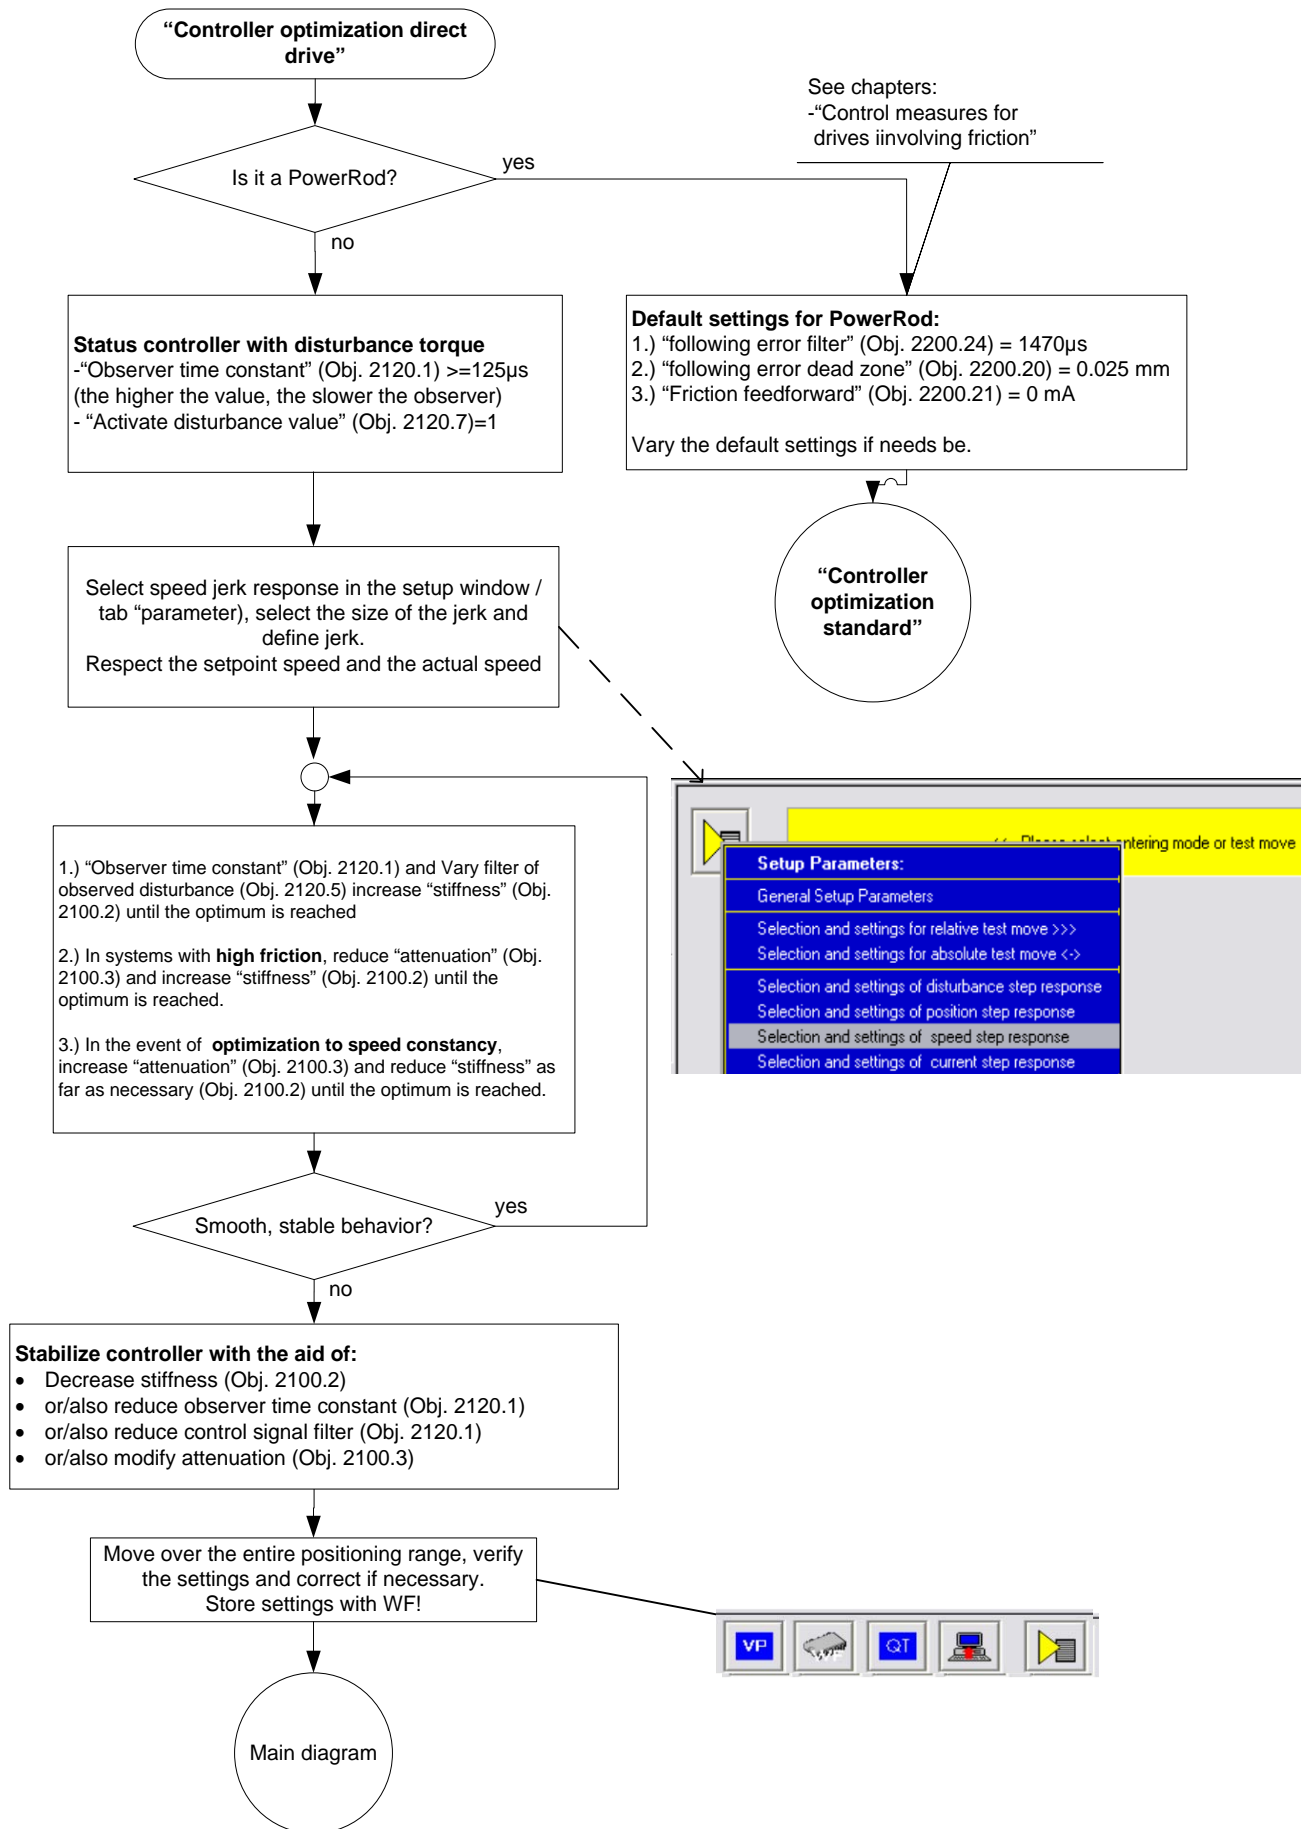 “Controller optimization direct
drive”
See chapters:
-“Control measures for
drives iinvolving friction”
Is it a PowerRod?
yes
no
Status controller with disturbance torque
-“Observer time constant” (Obj. 2120.1) >=125µs
(the higher the value, the slower the observer)
- “Activate disturbance value” (Obj. 2120.7)=1
Default settings for PowerRod:
1.) “following error filter” (Obj. 2200.24) = 1470µs
2.) “following error dead zone” (Obj. 2200.20) = 0.025 mm
3.) “Friction feedforward” (Obj. 2200.21) = 0 mA
Vary the default settings if needs be.
“Controller
optimization
standard”
Select speed jerk response in the setup window /
tab “parameter), select the size of the jerk and
define jerk.
Respect the setpoint speed and the actual speed
entering mode or test move
Setup Parameters:
General Setup Parameters
Selection and settings for relative test move >>>
Selection and settings for absolute test move <->
Selection and settings of disturbance step response
Selection and settings of position step response
Selection and settings of speed step response
Selection and settings of current step response
1.) “Observer time constant” (Obj. 2120.1) and Vary filter of
observed disturbance (Obj. 2120.5) increase “stiffness” (Obj.
2100.2) until the optimum is reached
2.) In systems with high friction, reduce “attenuation” (Obj.
2100.3) and increase “stiffness” (Obj. 2100.2) until the
optimum is reached.
3.) In the event of optimization to speed constancy,
increase “attenuation” (Obj. 2100.3) and reduce “stiffness” as
far as necessary (Obj. 2100.2) until the optimum is reached.
Smooth, stable behavior?
yes
no
Stabilize controller with the aid of:
• Decrease stiffness (Obj. 2100.2)
• or/also reduce observer time constant (Obj. 2120.1)
• or/also reduce control signal filter (Obj. 2120.1)
• or/also modify attenuation (Obj. 2100.3)
Move over the entire positioning range, verify
the settings and correct if necessary.
Store settings with WF!
VP
WF
QT
Main diagram